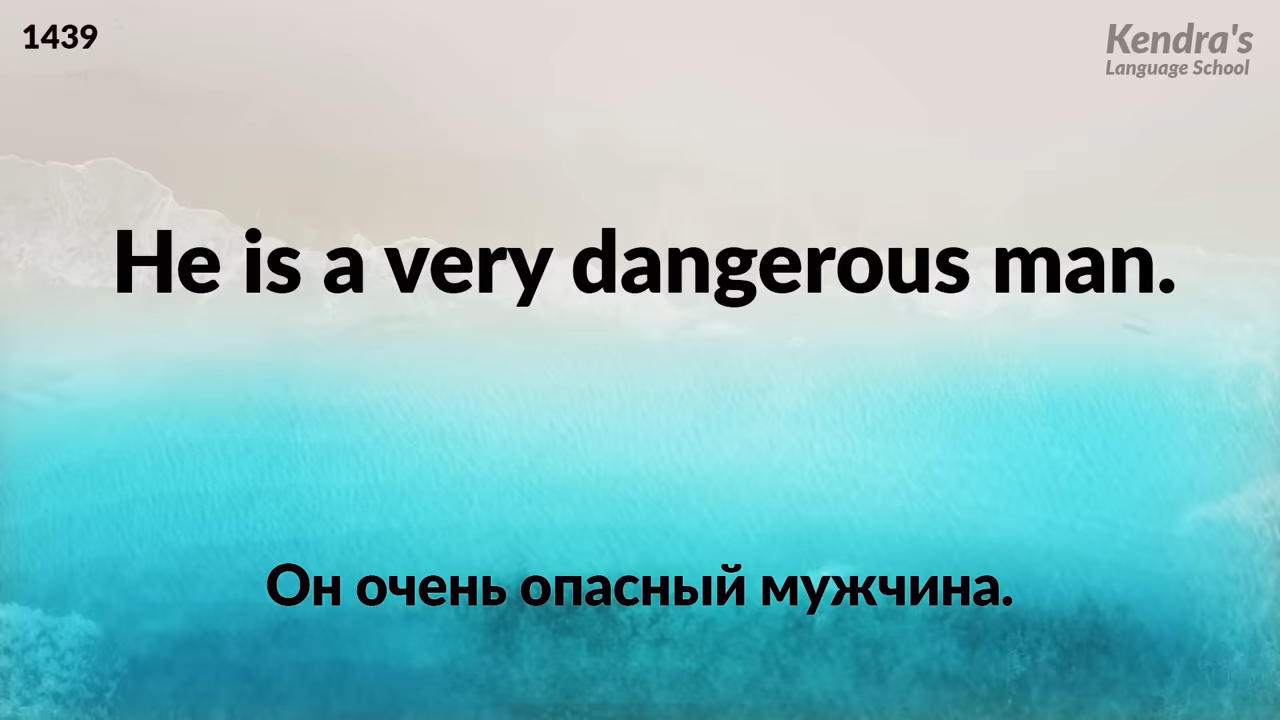 1439
Kendra's
Language School
He is a very dangerous man.
Он очень опасный мужчина.